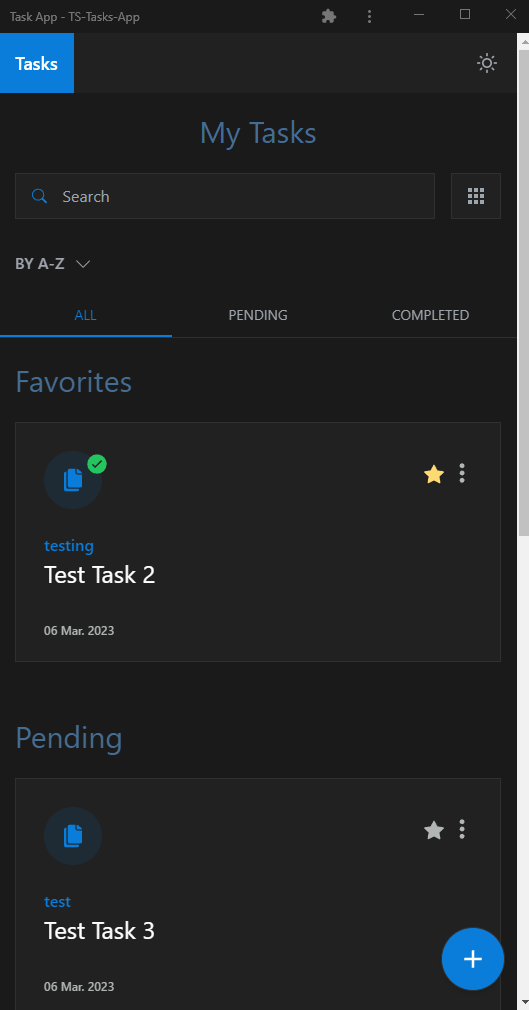 Task App - TS-Tasks-App
Tasks
My Tasks
Search
BY A-Z
ALL PENDING COMPLETED
Favorites
testing
Test Task 2
06 Mar. 2023
Pending
test
Test Task 3
06 Mar. 2023